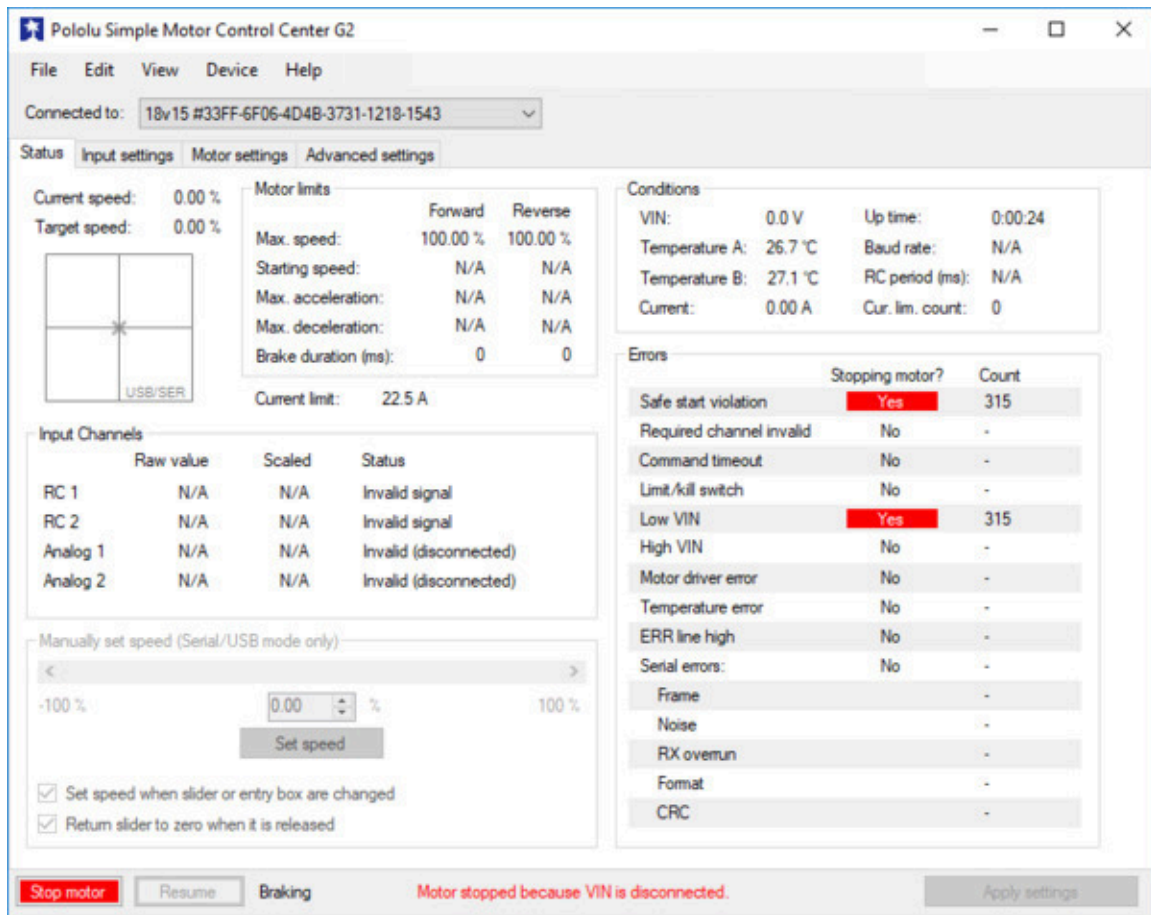 Pololu Simple Motor Control Center G2
File Edit View Device Help
Connected to: 18v15 #33FF-6F06-4D4B-3731-1218-1543
Status Input settings Motor settings Advanced settings
Current speed: 0.00 %
Target speed: 0.00 %
USB/SER
Motor limits
Forward Reverse
Max. speed: 100.00 % 100.00 %
Starting speed: N/A N/A
Max. acceleration: N/A N/A
Max. deceleration: N/A N/A
Brake duration (ms): 0 0
Current limit: 22.5 A
Input Channels
Raw value Scaled Status
RC 1 N/A N/A Invalid signal
RC 2 N/A N/A Invalid signal
Analog 1 N/A N/A Invalid (disconnected)
Analog 2 N/A N/A Invalid (disconnected)
Manually set speed (Serial/USB mode only)
-100 % 0.00 % 100 %
Set speed
Set speed when slider or entry box are changed
Return slider to zero when it is released
Conditions
VIN: 0.0 V Up time: 0:00:24
Temperature A: 26.7 °C Baud rate: N/A
Temperature B: 27.1 °C RC period (ms): N/A
Current: 0.00 A Cur. lim. count: 0
Errors
Stopping motor? Count
Safe start violation Yes 315
Required channel invalid No -
Command timeout No -
Limit/kill switch No -
Low VIN Yes 315
High VIN No -
Motor driver error No -
Temperature error No -
ERR line high No -
Serial errors: No -
Frame -
Noise -
RX overrun -
Format -
CRC -
Stop motor Resume Braking Motor stopped because VIN is disconnected. Apply settings